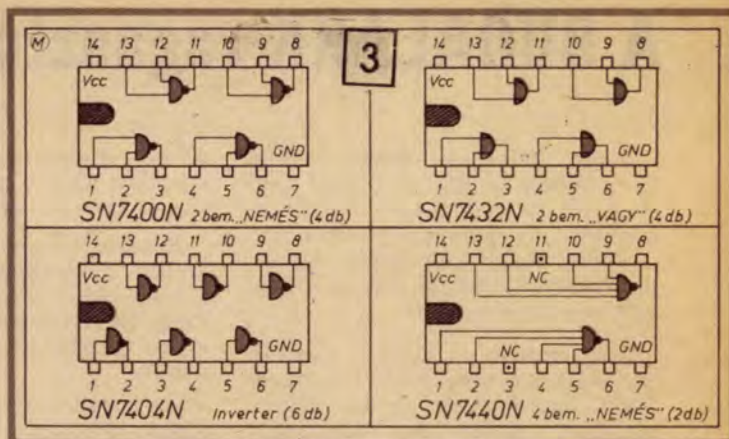 M
3
14 13 12 11 10 9 8
Vcc
GND
1 2 3 4 5 6 7
SN7400N 2 bem. „NEMÉS" (4 db)
14 13 12 11 10 9 8
Vcc
GND
1 2 3 4 5 6 7
SN7432N 2 bem. „VAGY" (4 db)
14 13 12 11 10 9 8
Vcc
GND
1 2 3 4 5 6 7
SN7404N Inverter (6 db)
14 13 12 11 10 9 8
Vcc NC
NC GND
1 2 3 4 5 6 7
SN7440N 4 bem. „NEMÉS" (2db)